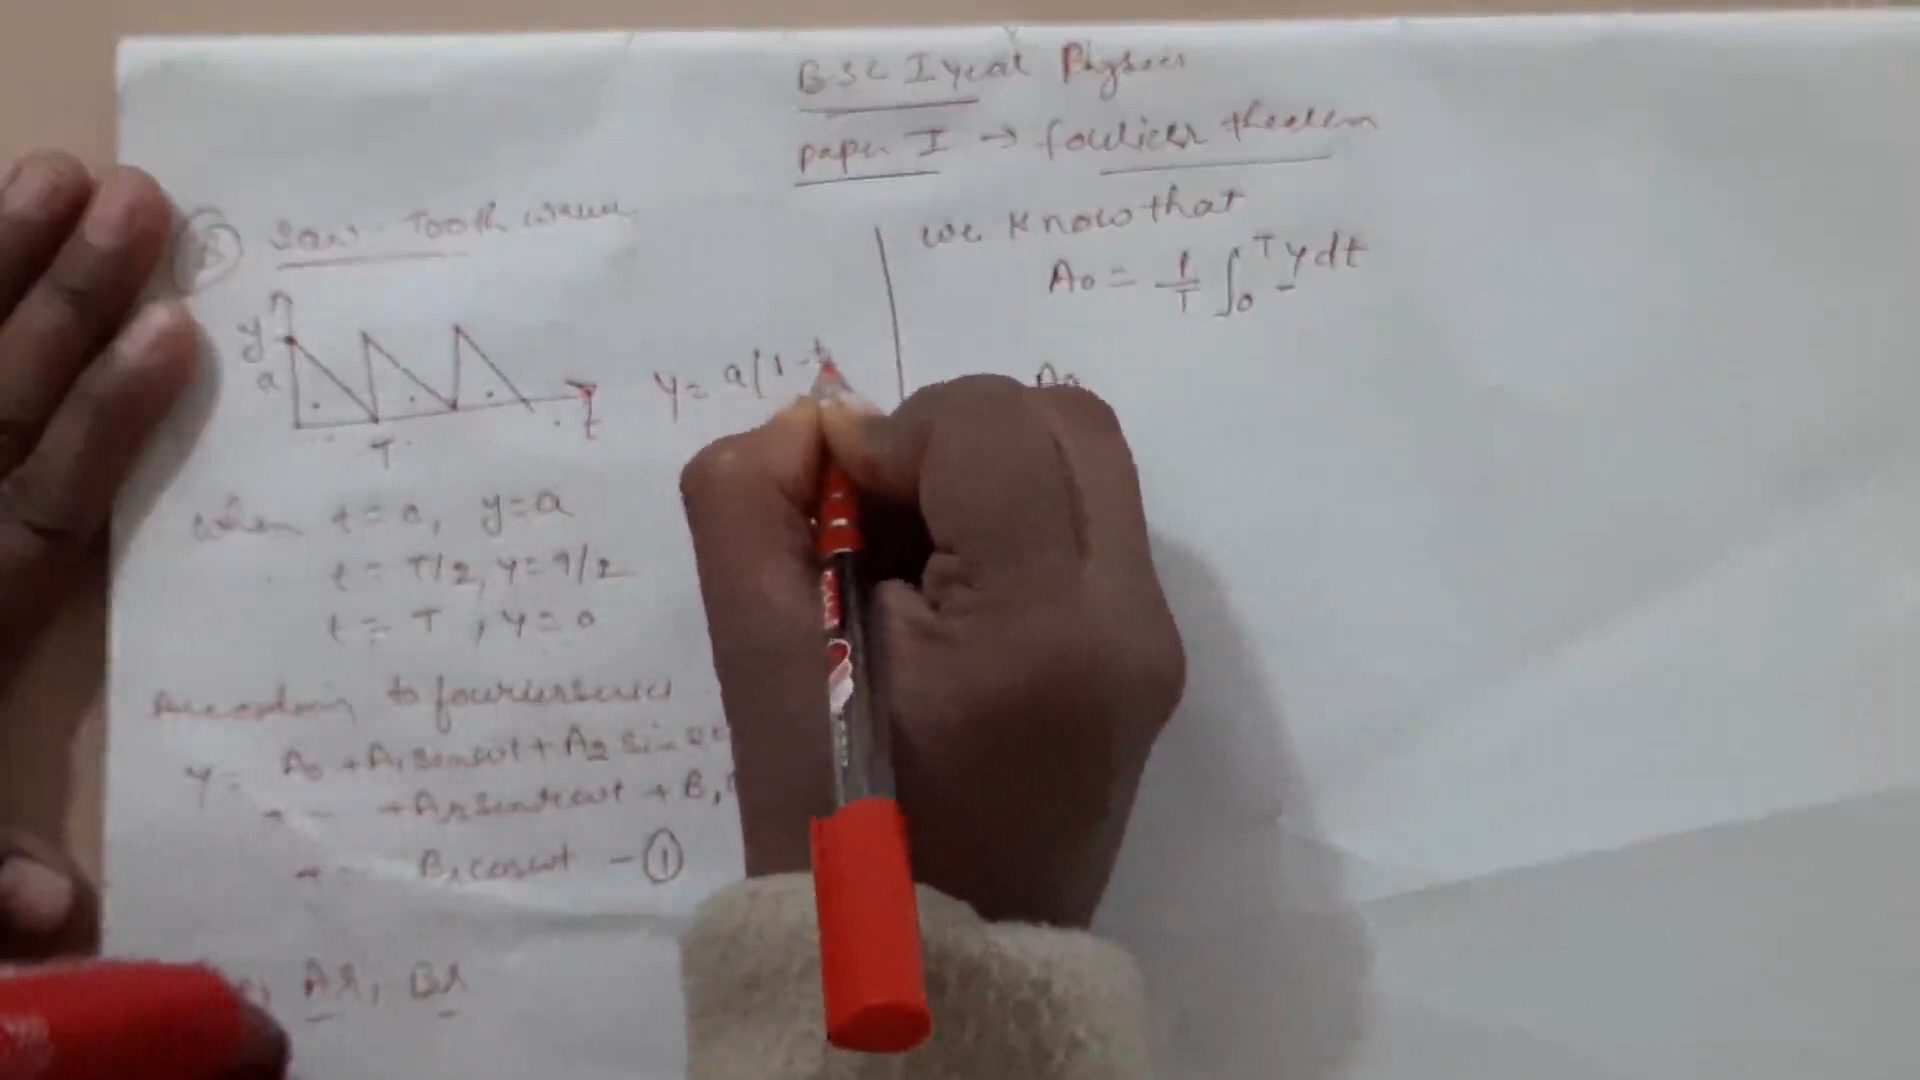 BSC I year Physics
paper I → fourier theorem
Saw-Tooth wave
y
a
T
t
y = a(1 - t
when t = 0, y = a
t = T/2, y = a/2
t = T, y = 0
According to fourier series
y = A₀ + A₁ sin ωt + A₂ sin 2
-- + Aᵣ sin rωt + B₁
-- Bᵣ cos ωt - ①
Aᵣ, Bᵣ
we know that
A₀ = 1/T ∫₀ᵀ y dt
A₀